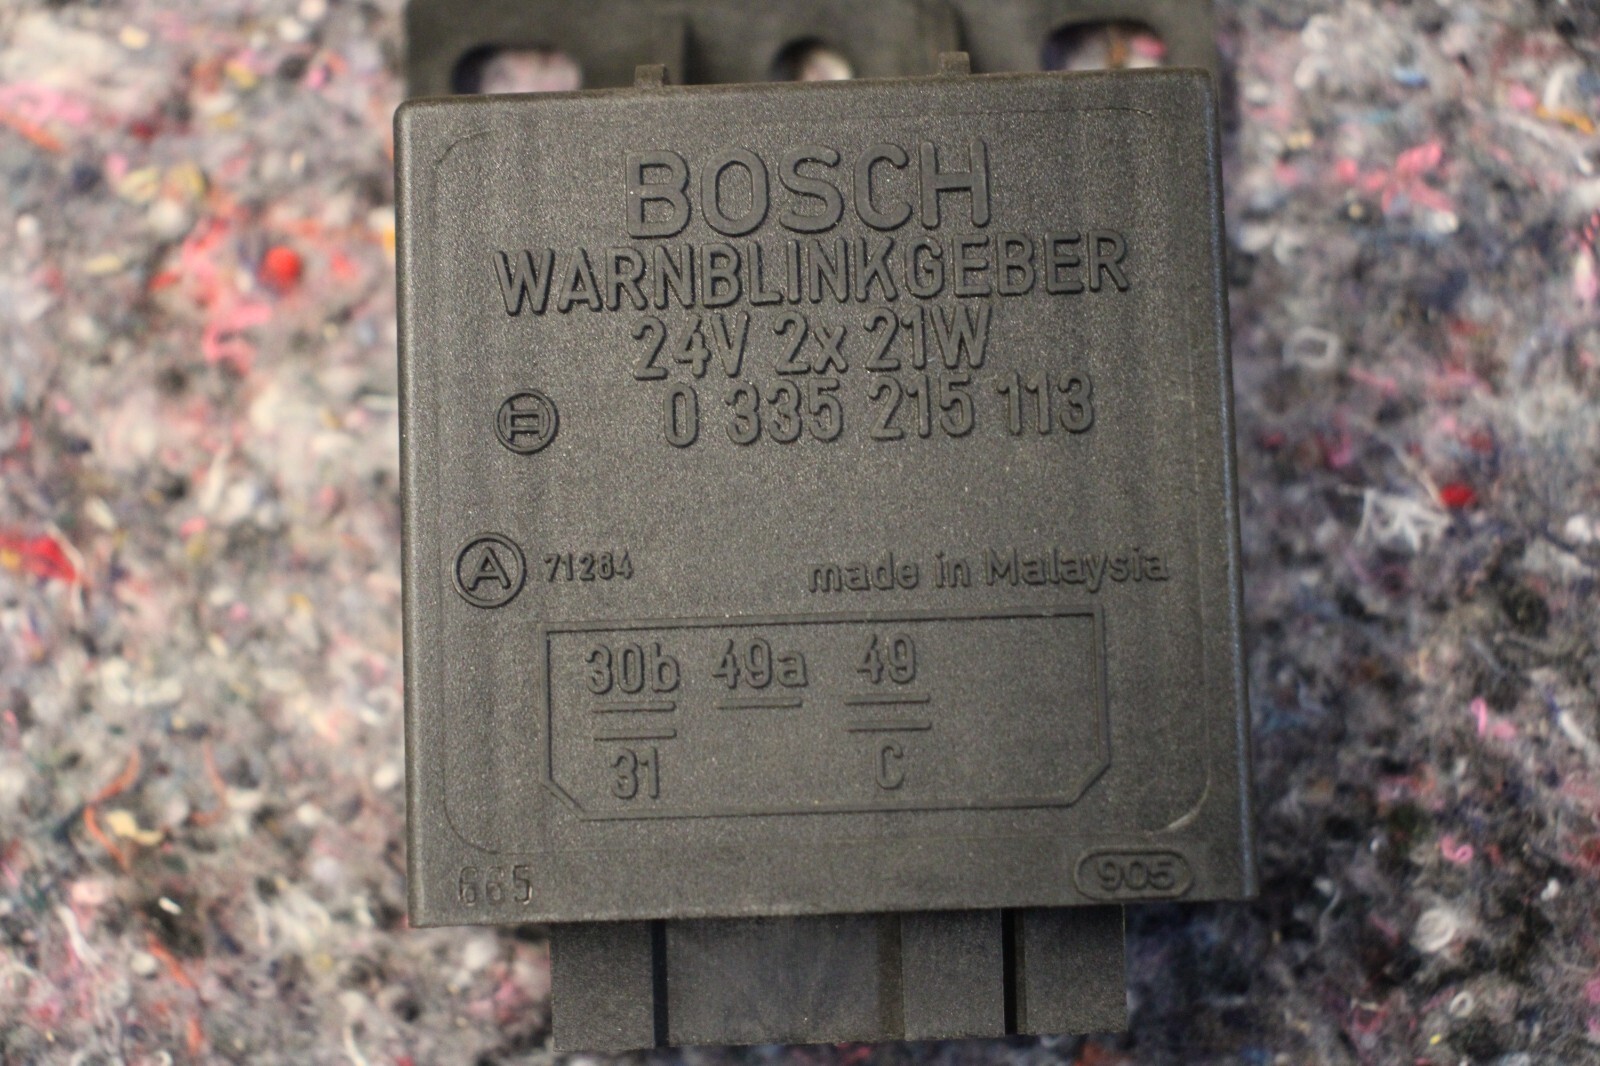 BOSCH
WARNBLINKGEBER
24V 2x 21W
0 335 215 113
A 71264 made in Malaysia
30b 49a 49
31 C
665 905